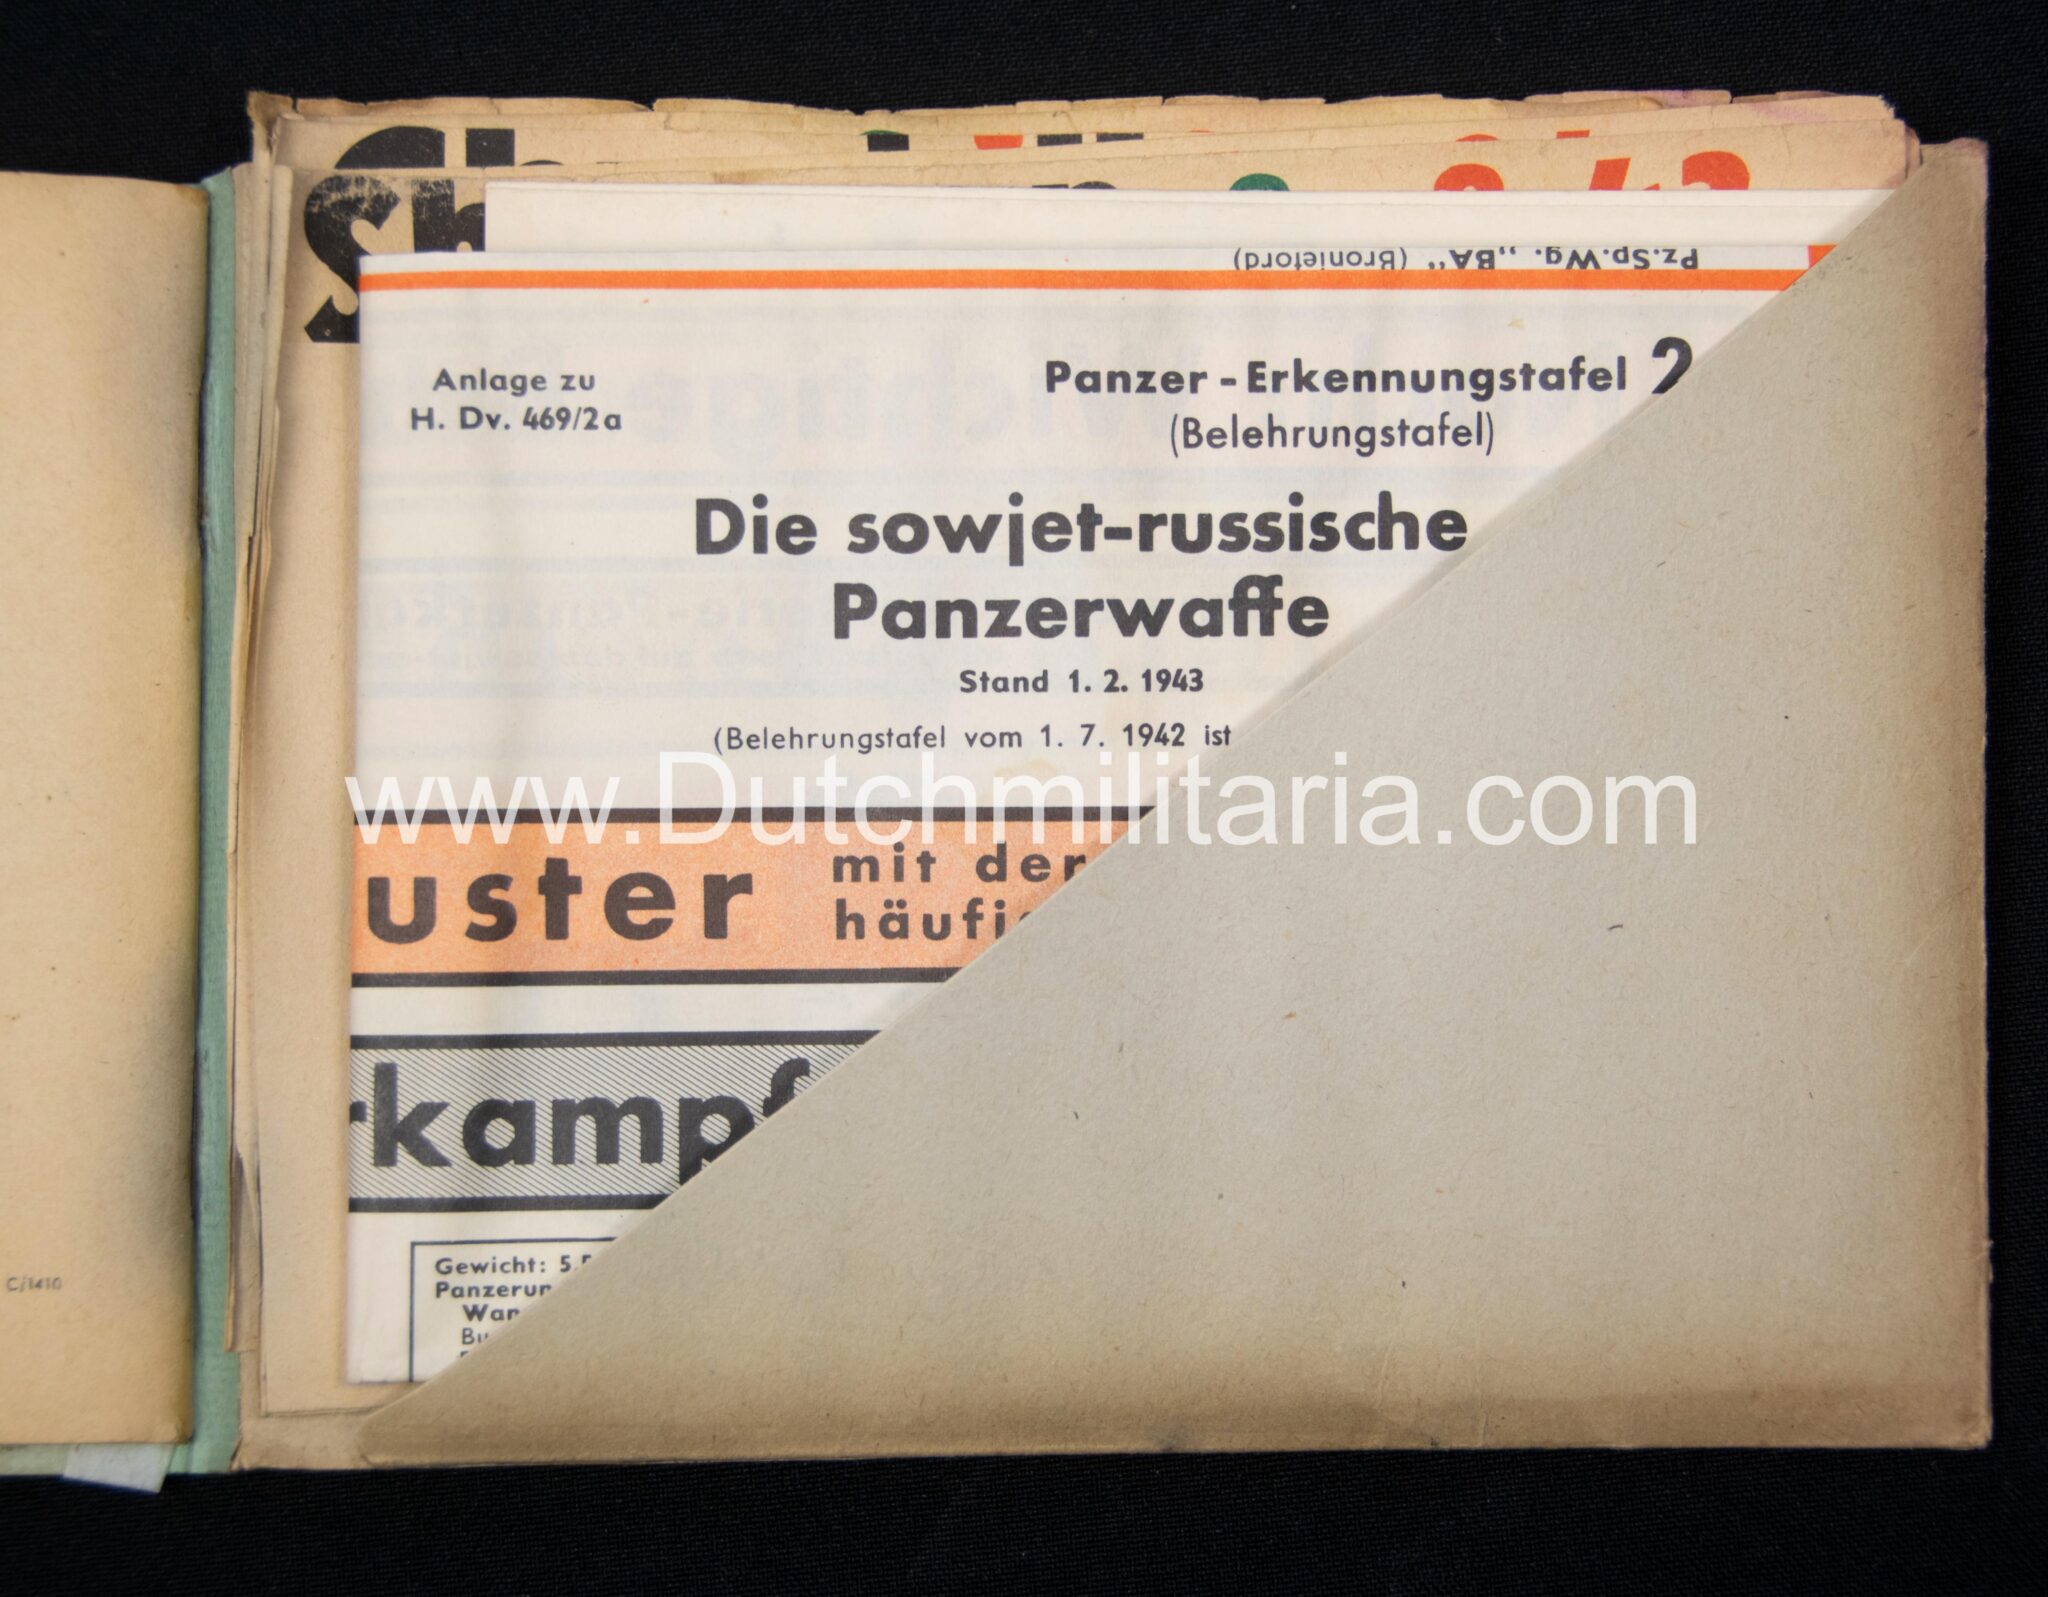 Pz.Sp.Wg. „BA“ (Bronieford)
Anlage zu
H. Dv. 469/2a
Panzer-Erkennungstafel 2
(Belehrungstafel)
Die sowjet-russische
Panzerwaffe
Stand 1. 2. 1943
(Belehrungstafel vom 1. 7. 1942 ist
www.Dutchmilitaria.com
uster
mit der
häufi
rkampf
Gewicht: 5
Panzerun
Wan
Bu
C/1410